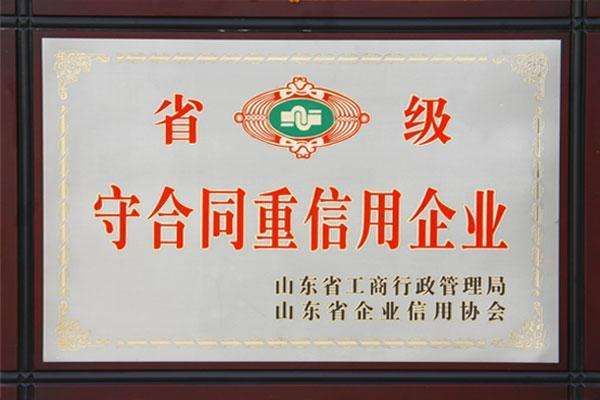 省级
守合同重信用企业
山东省工商行政管理局
山东省企业信用协会